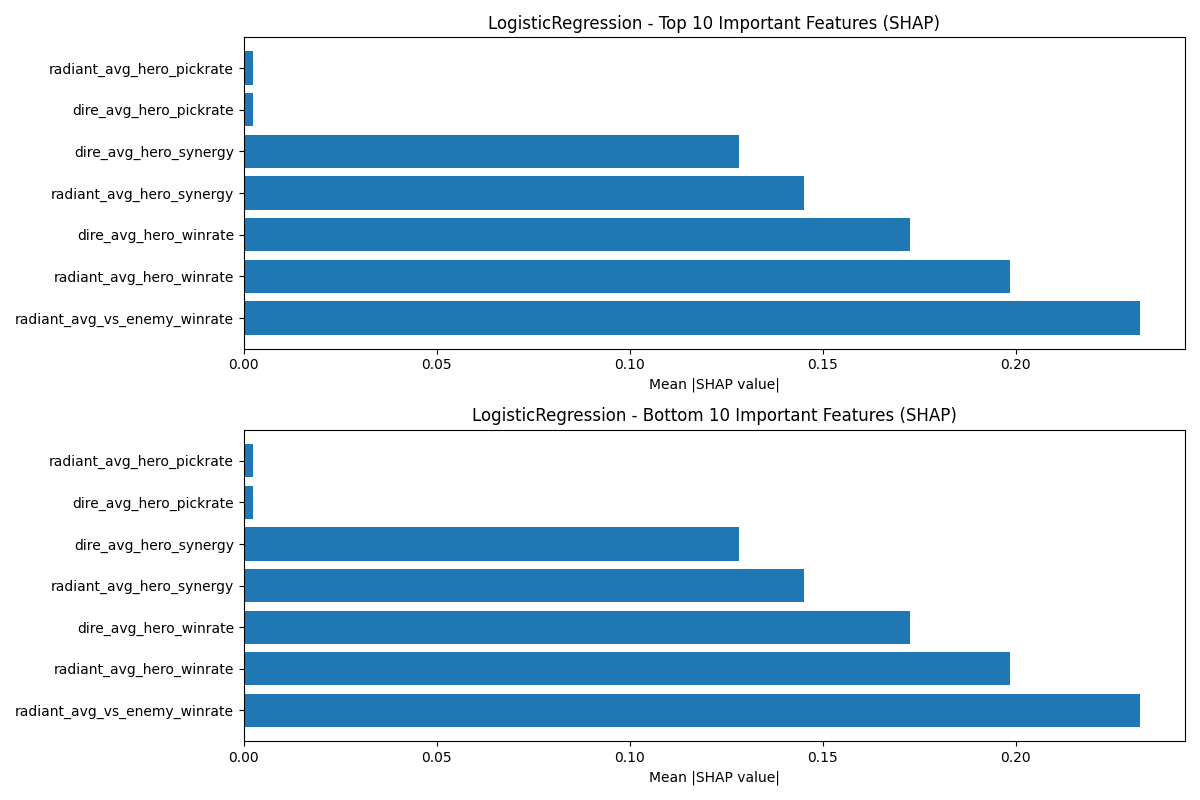 LogisticRegression - Top 10 Important Features (SHAP)
radiant_avg_hero_pickrate
dire_avg_hero_pickrate
dire_avg_hero_synergy
radiant_avg_hero_synergy
dire_avg_hero_winrate
radiant_avg_hero_winrate
radiant_avg_vs_enemy_winrate
0.00 0.05 0.10 0.15 0.20
Mean |SHAP value|
LogisticRegression - Bottom 10 Important Features (SHAP)
radiant_avg_hero_pickrate
dire_avg_hero_pickrate
dire_avg_hero_synergy
radiant_avg_hero_synergy
dire_avg_hero_winrate
radiant_avg_hero_winrate
radiant_avg_vs_enemy_winrate
0.00 0.05 0.10 0.15 0.20
Mean |SHAP value|